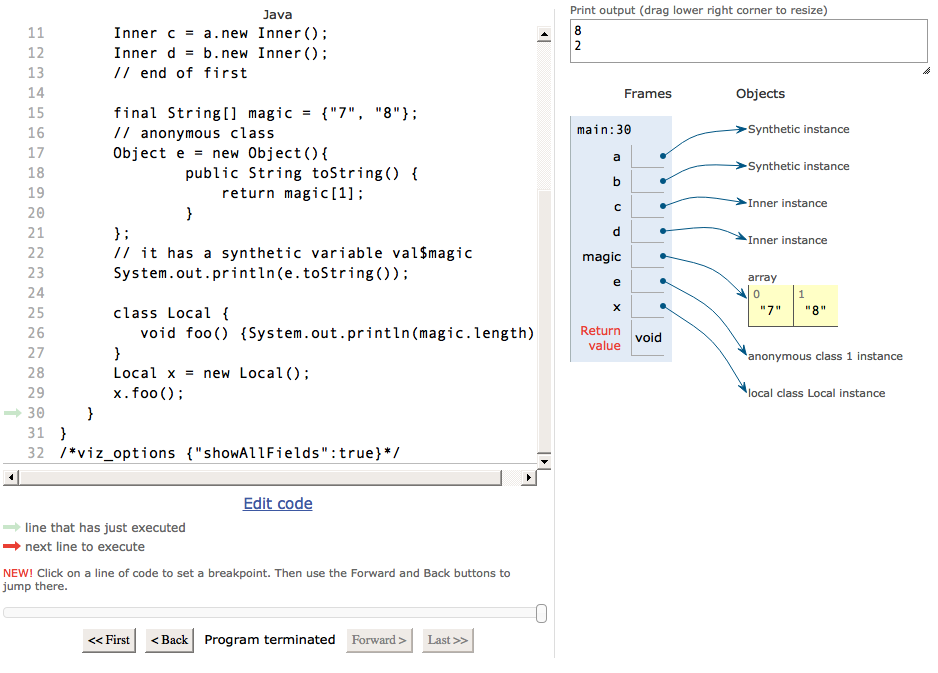 Java
11 Inner c = a.new Inner();
12 Inner d = b.new Inner();
13 // end of first
14
15 final String[] magic = {"7", "8"};
16 // anonymous class
17 Object e = new Object(){
18 public String toString() {
19 return magic[1];
20 }
21 };
22 // it has a synthetic variable val$magic
23 System.out.println(e.toString());
24
25 class Local {
26 void foo() {System.out.println(magic.length)
27 }
28 Local x = new Local();
29 x.foo();
30 }
31 }
32 /*viz_options {"showAllFields":true}*/
Edit code
line that has just executed
next line to execute
NEW! Click on a line of code to set a breakpoint. Then use the Forward and Back buttons to
jump there.
<< First < Back Program terminated Forward > Last >>
Print output (drag lower right corner to resize)
8
2
Frames Objects
main:30
a Synthetic instance
b Synthetic instance
c Inner instance
d Inner instance
magic array
0 1
"7" "8"
e anonymous class 1 instance
x local class Local instance
Return
value void